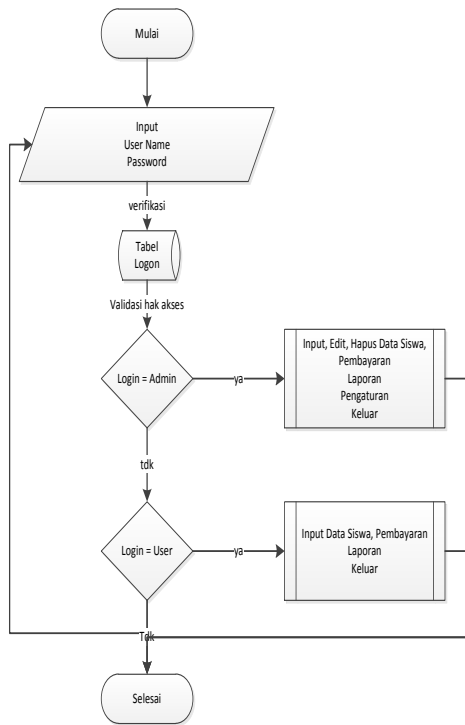 Mulai
Input
User Name
Password
verifikasi
Tabel
Logon
Validasi hak akses
Login = Admin
ya
Input, Edit, Hapus Data Siswa,
Pembayaran
Laporan
Pengaturan
Keluar
tdk
Login = User
ya
Input Data Siswa, Pembayaran
Laporan
Keluar
Tdk
Selesai